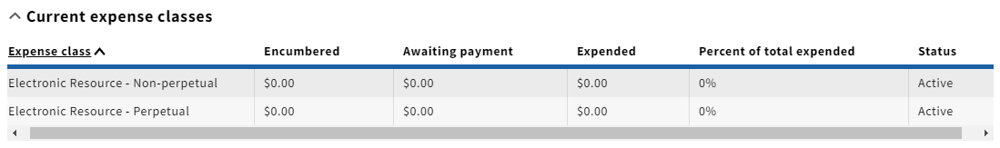 Current expense classes
Expense class Encumbered Awaiting payment Expended Percent of total expended Status
Electronic Resource - Non-perpetual $0.00 $0.00 $0.00 0% Active
Electronic Resource - Perpetual $0.00 $0.00 $0.00 0% Active